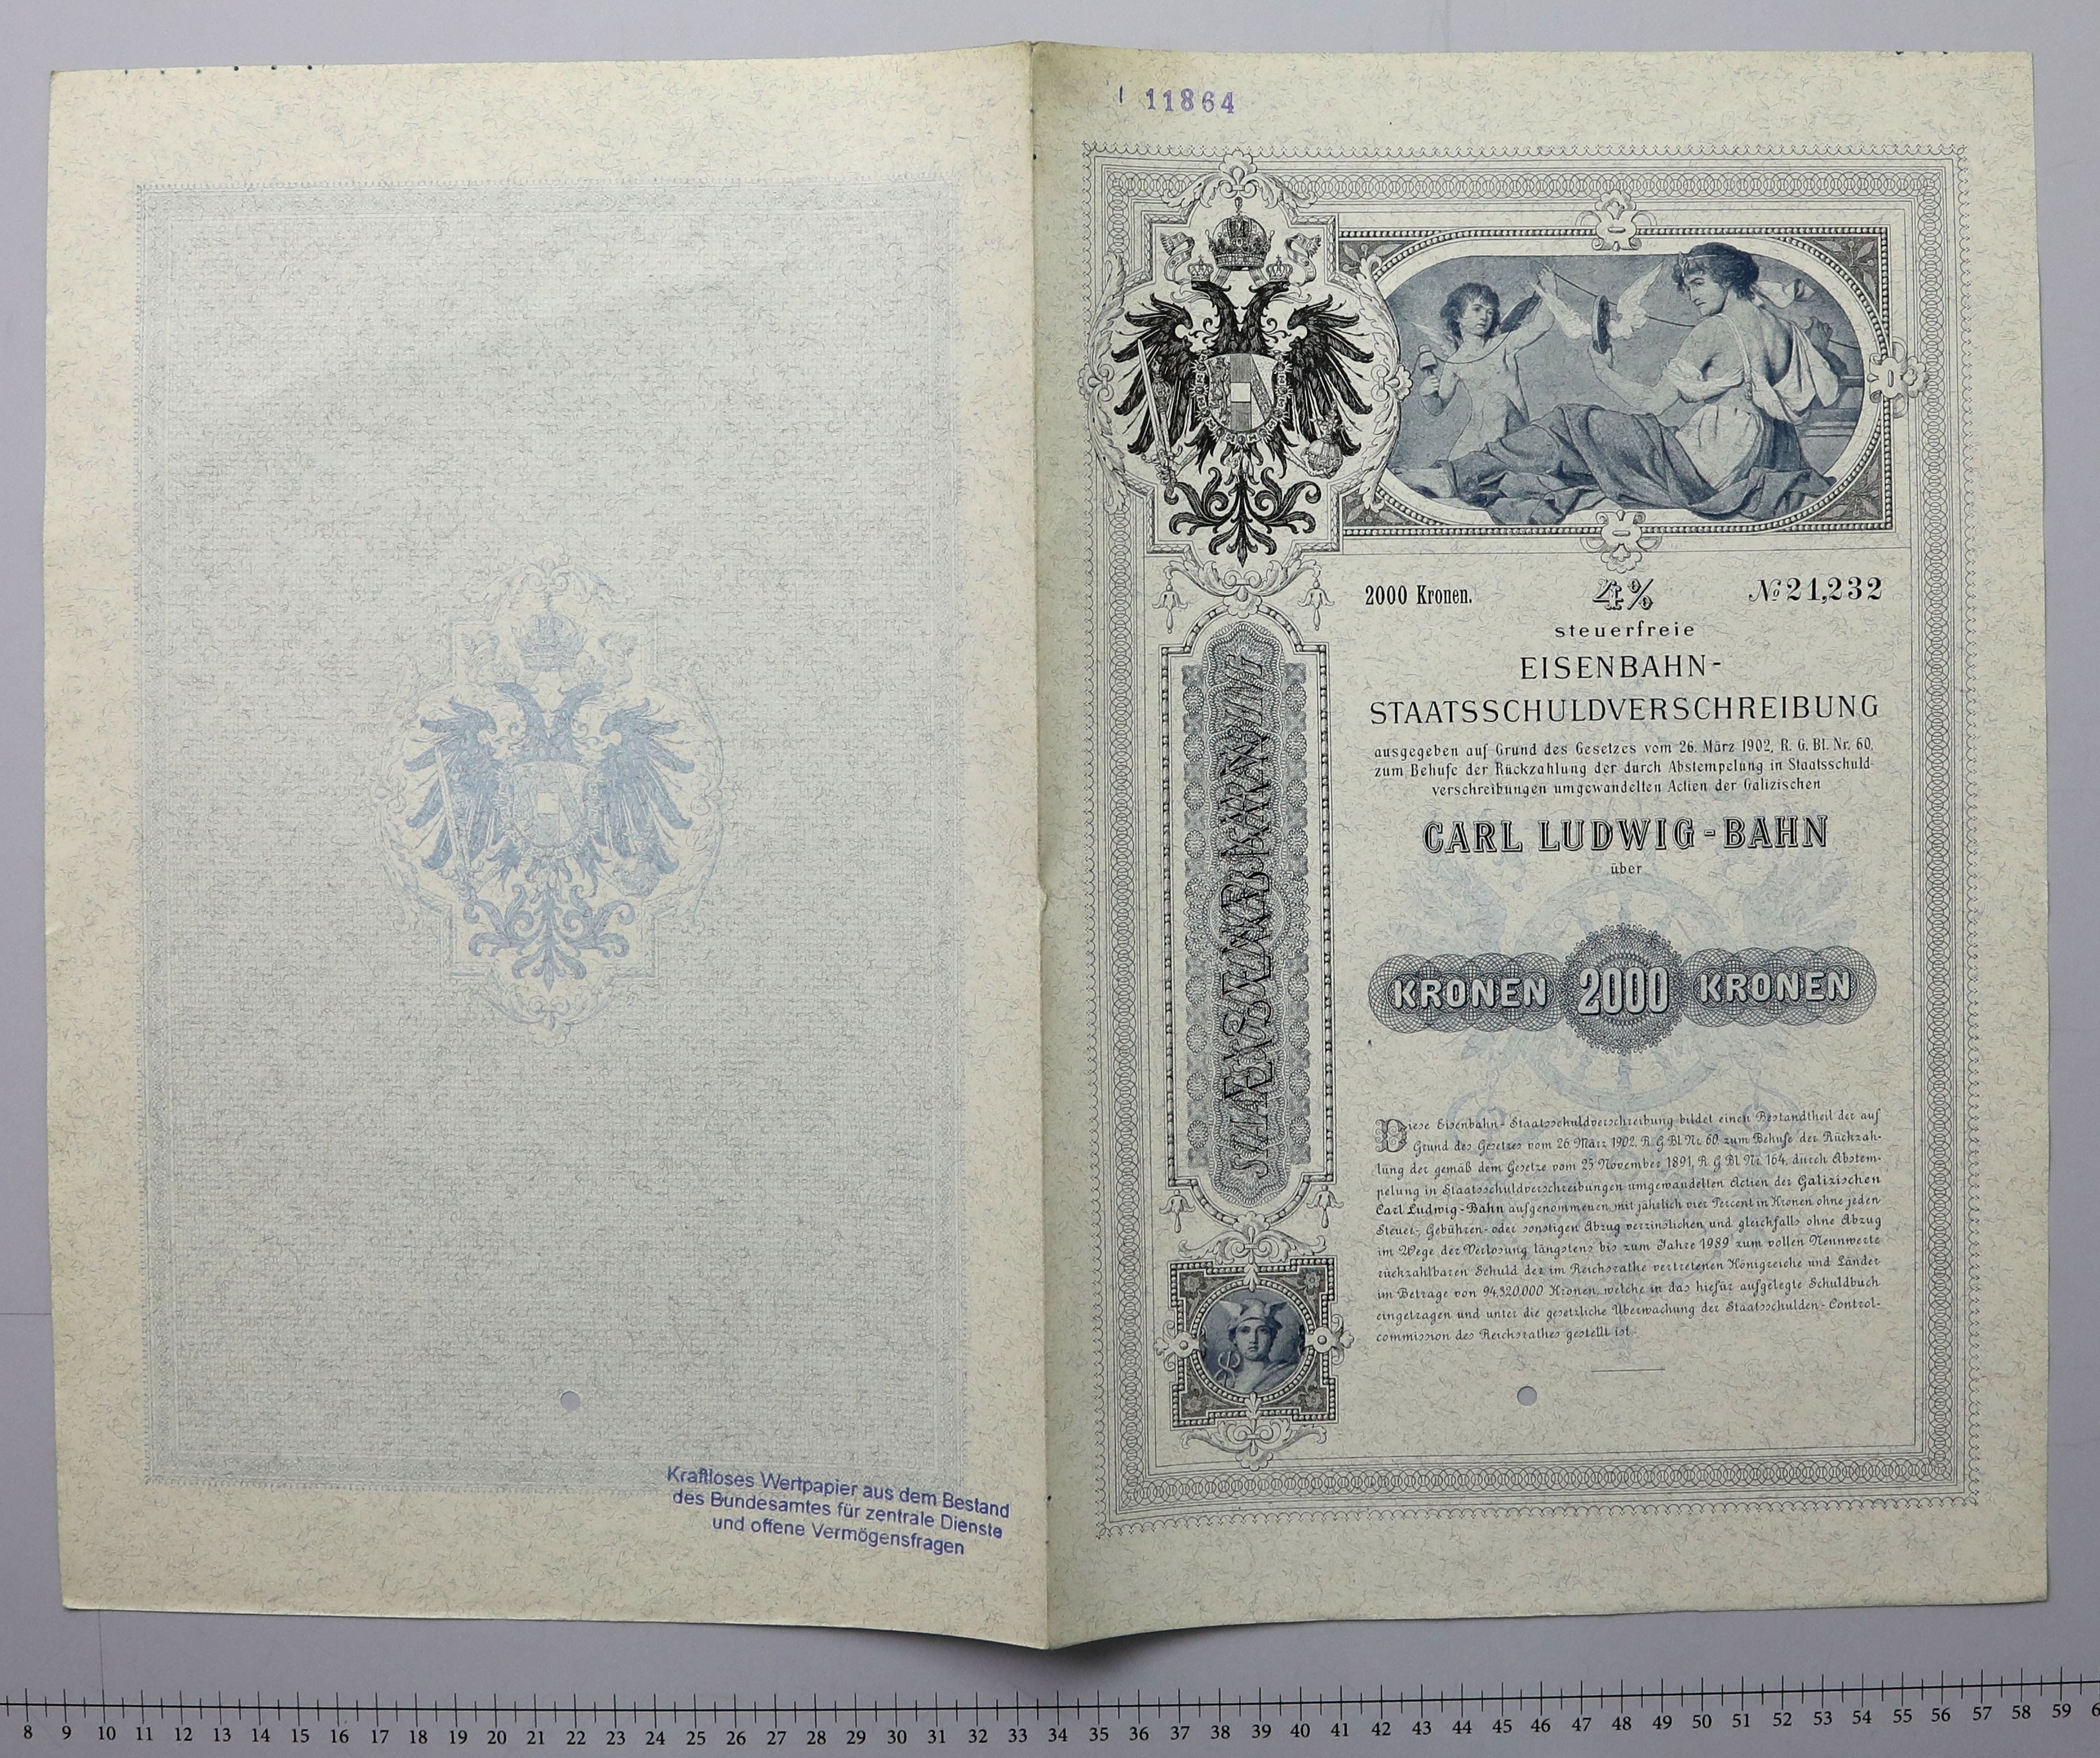 11864
2000 Kronen.
4%
№ 21,232
steuerfreie
EISENBAHN-
STAATSSCHULDVERSCHREIBUNG
ausgegeben auf Grund des Gesetzes vom 26. März 1902, R. G. Bl. Nr. 60,
zum Behufe der Rückzahlung der durch Abstempelung in Staatsschuld-
verschreibungen umgewandelten Actien der Galizischen
CARL LUDWIG-BAHN
über
KRONEN 2000 KRONEN
Diese Eisenbahn-Staatsschuldverschreibung bildet einen Bestandtheil der auf
Grund des Gesetzes vom 26. März 1902, R. G. Bl. Nr. 60 zum Behufe der Rückzah-
lung der gemäß dem Gesetze vom 25. November 1891, R. G. Bl. Nr. 164, durch Abstem-
pelung in Staatsschuldverschreibungen umgewandelten Actien der Galizischen
Carl Ludwig-Bahn aufgenommenen, mit jährlich vier Percent in Kronen ohne jeden
Steuer-, Gebühren- oder sonstigen Abzug verzinslichen und gleichfalls ohne Abzug
im Wege der Verlosung längstens bis zum Jahre 1989 zum vollen Nennwerte
rückzahlbaren Schuld der im Reichsrathe vertretenen Königreiche und Länder
im Betrage von 94,320.000 Kronen, welche in das hiefür aufgelegte Schuldbuch
eingetragen und unter die gesetzliche Überwachung der Staatsschulden-Control-
commission des Reichsrathes gestellt ist.
Kraftloses Wertpapier aus dem Bestand
des Bundesamtes für zentrale Dienste
und offene Vermögensfragen
8 9 10 11 12 13 14 15 16 17 18 19 20 21 22 23 24 25 26 27 28 29 30 31 32 33 34 35 36 37 38 39 40 41 42 43 44 45 46 47 48 49 50 51 52 53 54 55 56 57 58 59